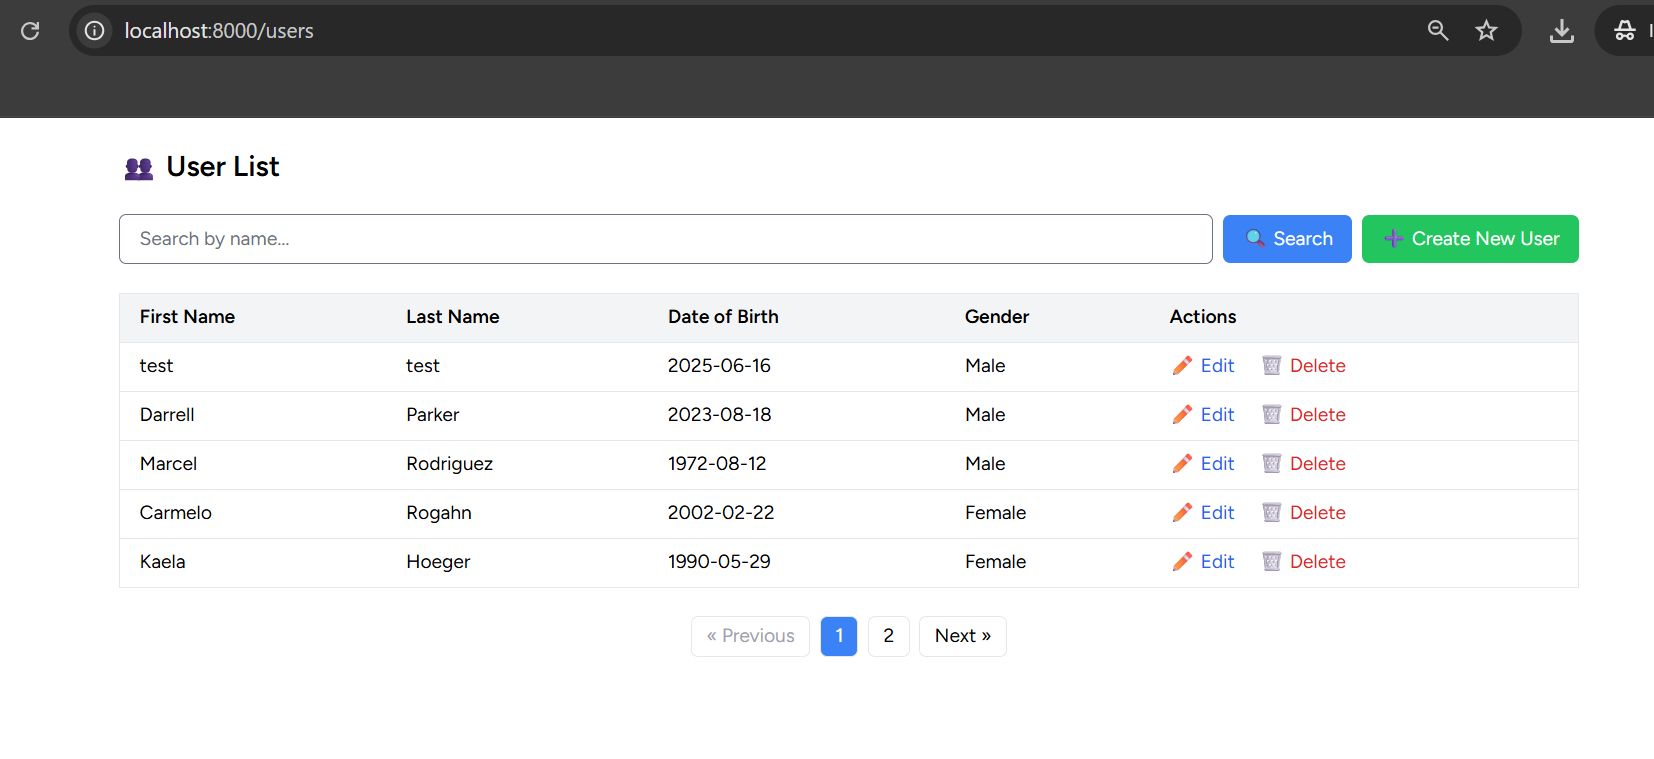 localhost:8000/users
User List
Search by name...
Search
Create New User
First Name Last Name Date of Birth Gender Actions
test test 2025-06-16 Male Edit Delete
Darrell Parker 2023-08-18 Male Edit Delete
Marcel Rodriguez 1972-08-12 Male Edit Delete
Carmelo Rogahn 2002-02-22 Female Edit Delete
Kaela Hoeger 1990-05-29 Female Edit Delete
« Previous 1 2 Next »